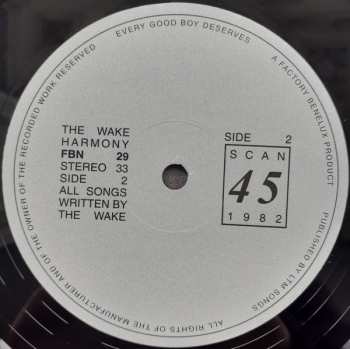 EVERY GOOD BOY DESERVES
A FACTORY BENELUX PRODUCT
PUBLISHED BY LTM SONGS
ALL RIGHTS OF THE MANUFACTURER AND OF THE OWNER OF THE RECORDED WORK RESERVED
THE WAKE
HARMONY
FBN 29
STEREO 33
SIDE 2
ALL SONGS
WRITTEN BY
THE WAKE
SIDE 2
SCAN
45
1982